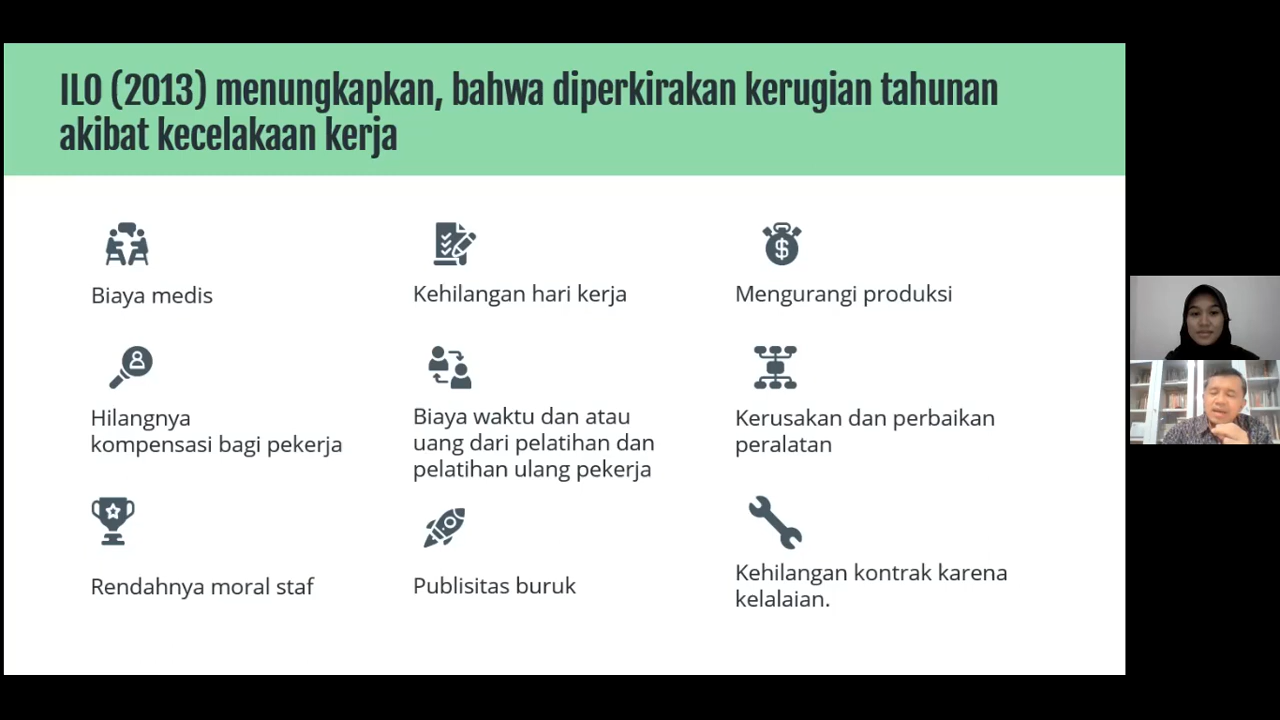 ILO (2013) menungkapkan, bahwa diperkirakan kerugian tahunan
akibat kecelakaan kerja
Biaya medis
Kehilangan hari kerja
Mengurangi produksi
Hilangnya
kompensasi bagi pekerja
Biaya waktu dan atau
uang dari pelatihan dan
pelatihan ulang pekerja
Kerusakan dan perbaikan
peralatan
Rendahnya moral staf
Publisitas buruk
Kehilangan kontrak karena
kelalaian.